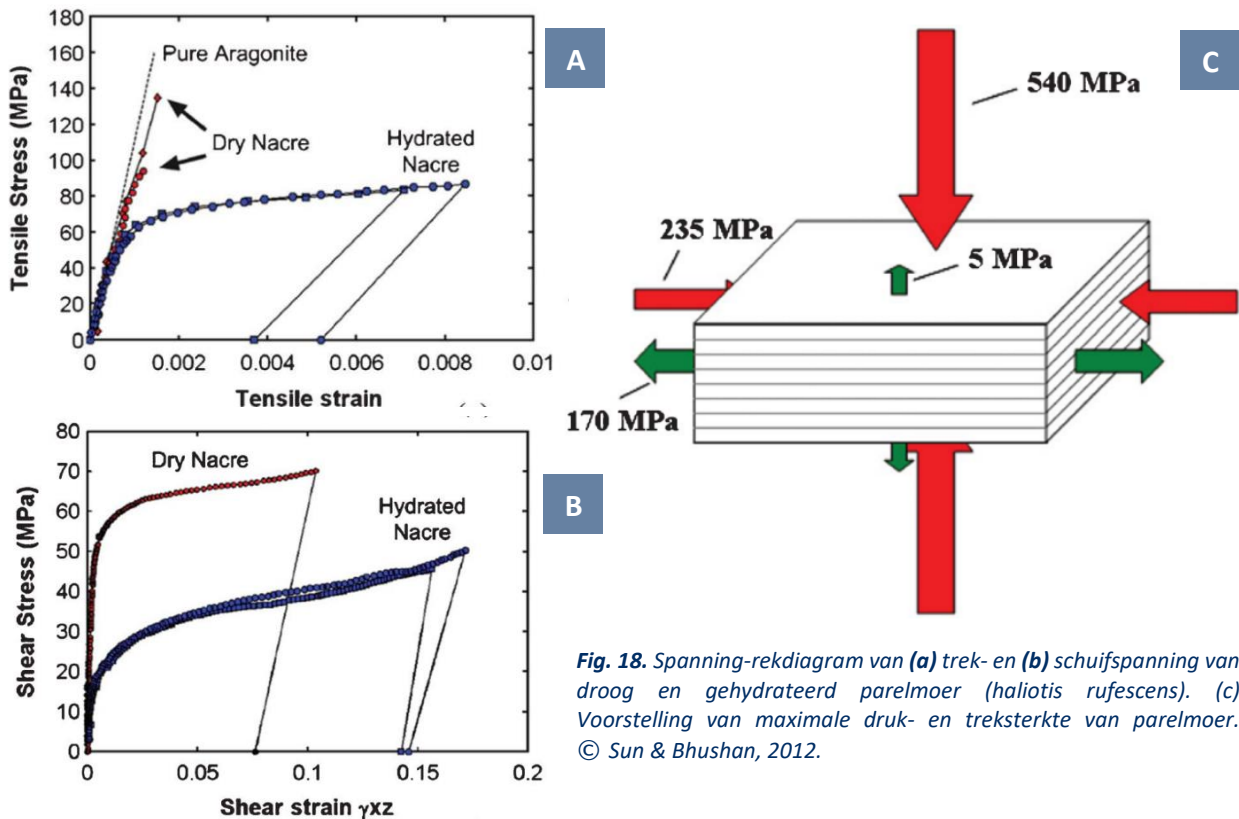 A
Tensile Stress (MPa)
180
160
140
120
100
80
60
40
20
0
Pure Aragonite
Dry Nacre
Hydrated
Nacre
0 0.002 0.004 0.006 0.008 0.01
Tensile strain
B
Shear Stress (MPa)
80
70
60
50
40
30
20
10
0
Dry Nacre
Hydrated
Nacre
0 0.05 0.1 0.15 0.2
Shear strain γxz
C
540 MPa
235 MPa
5 MPa
170 MPa
Fig. 18. Spanning-rekdiagram van (a) trek- en (b) schuifspanning van
droog en gehydrateerd parelmoer (haliotis rufescens). (c)
Voorstelling van maximale druk- en treksterkte van parelmoer.
© Sun & Bhushan, 2012.